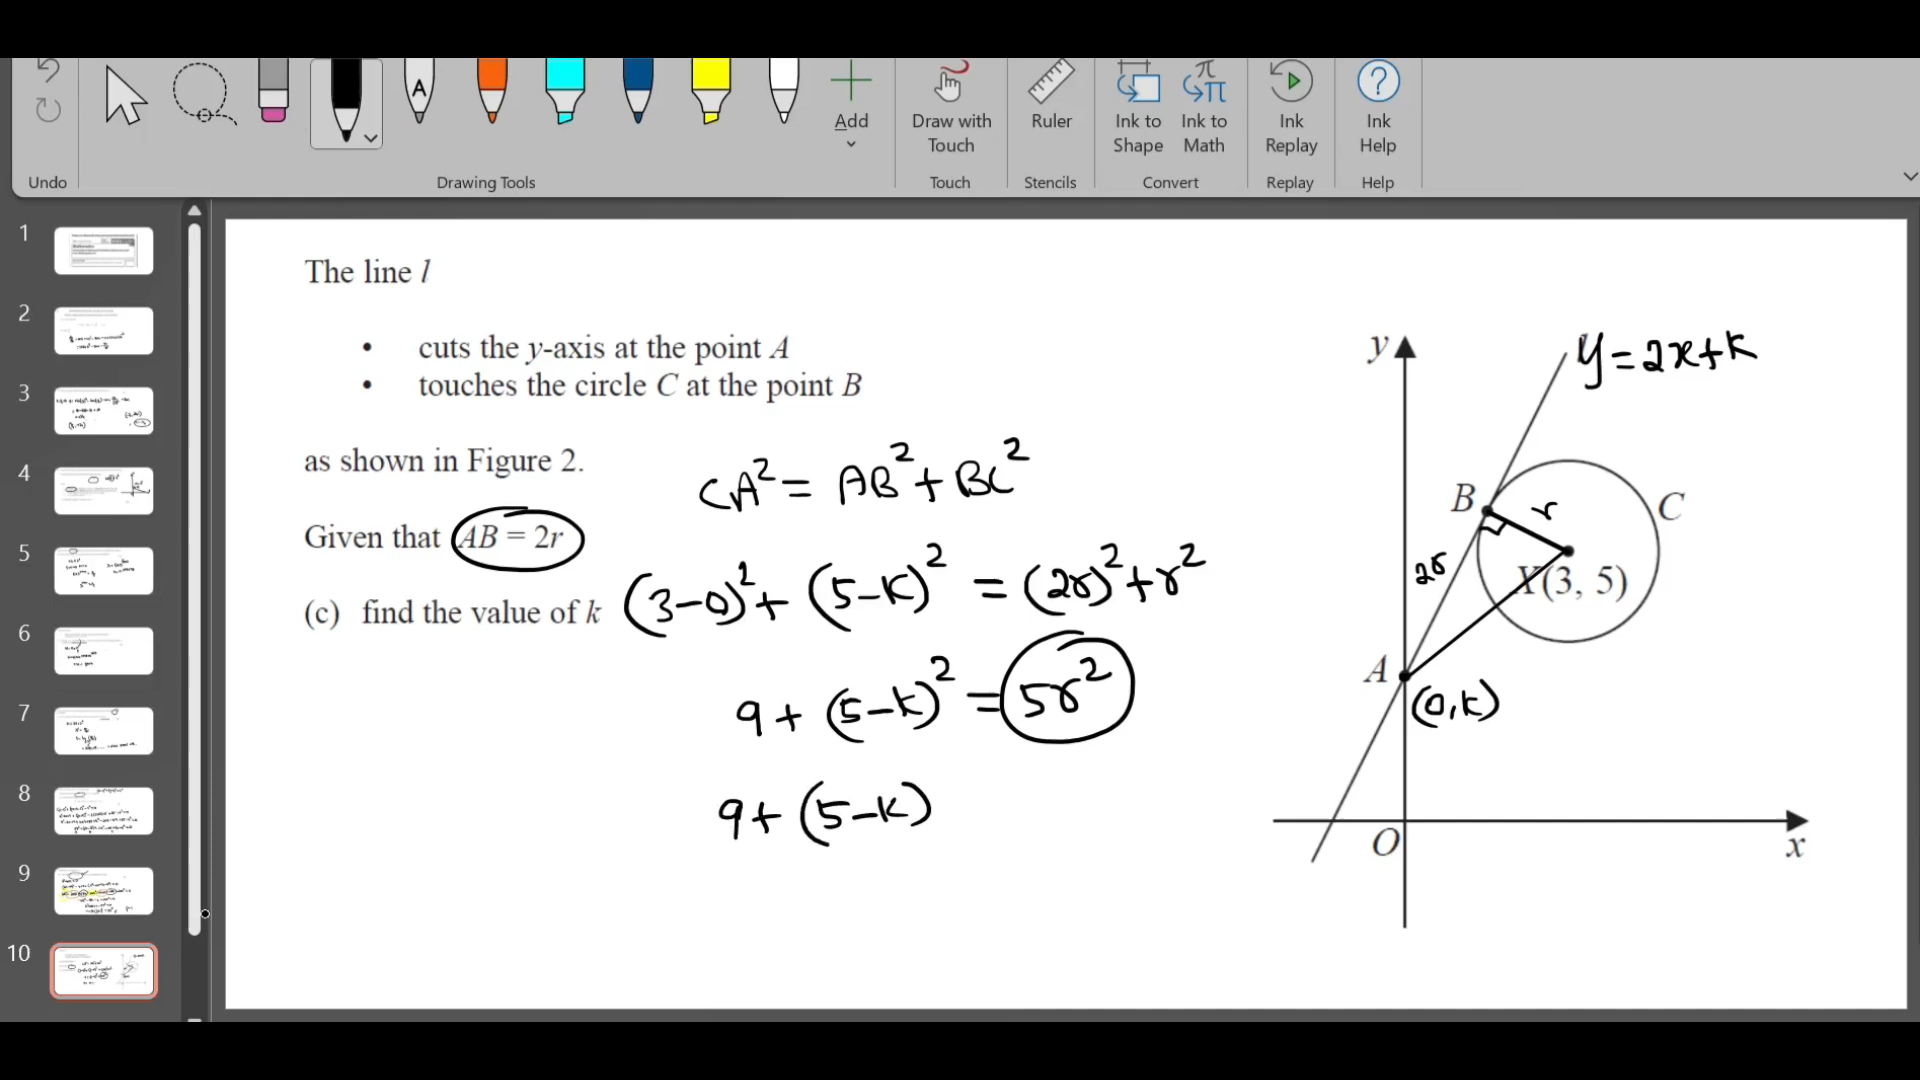 A
Add
Draw with Touch
Ruler
Ink to Shape
Ink to Math
Ink Replay
Ink Help
Undo
Drawing Tools
Touch
Stencils
Convert
Replay
Help
1
2
3
4
5
6
7
8
9
10
The line l
• cuts the y-axis at the point A
• touches the circle C at the point B
as shown in Figure 2.
CA² = AB² + BC²
Given that AB = 2r
(c) find the value of k
(3-0)² + (5-k)² = (2r)² + r²
9 + (5-k)² = 5r²
9 + (5-k)
y
y = 2x + k
B
r
C
2r
X(3, 5)
A
(0, k)
O
x